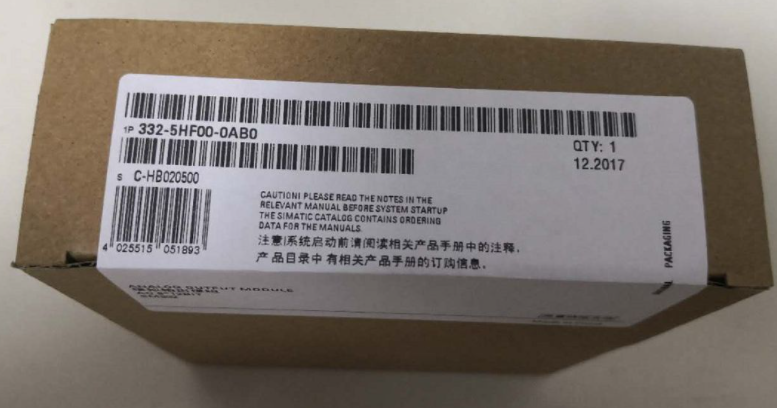 1P 332-5HF00-0AB0
QTY: 1
12.2017
S C-HB020500
CAUTION! PLEASE READ THE NOTES IN THE
RELEVANT MANUAL BEFORE SYSTEM STARTUP
THE SIMATIC CATALOG CONTAINS ORDERING
DATA FOR THE MANUALS.
注意!系统启动前请阅读相关产品手册中的注释,
产品目录中有相关产品手册的订购信息.
4 025515 051893
PACKAGING
ANALOG OUTPUT MODULE